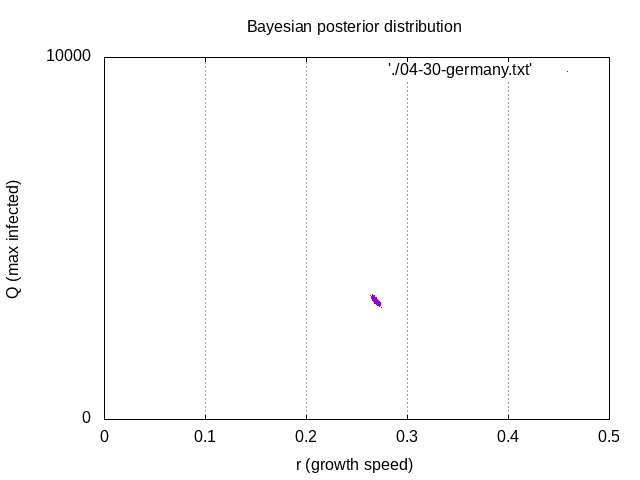 Bayesian posterior distribution
10000
'./04-30-germany.txt'
Q (max infected)
0
0 0.1 0.2 0.3 0.4 0.5
r (growth speed)